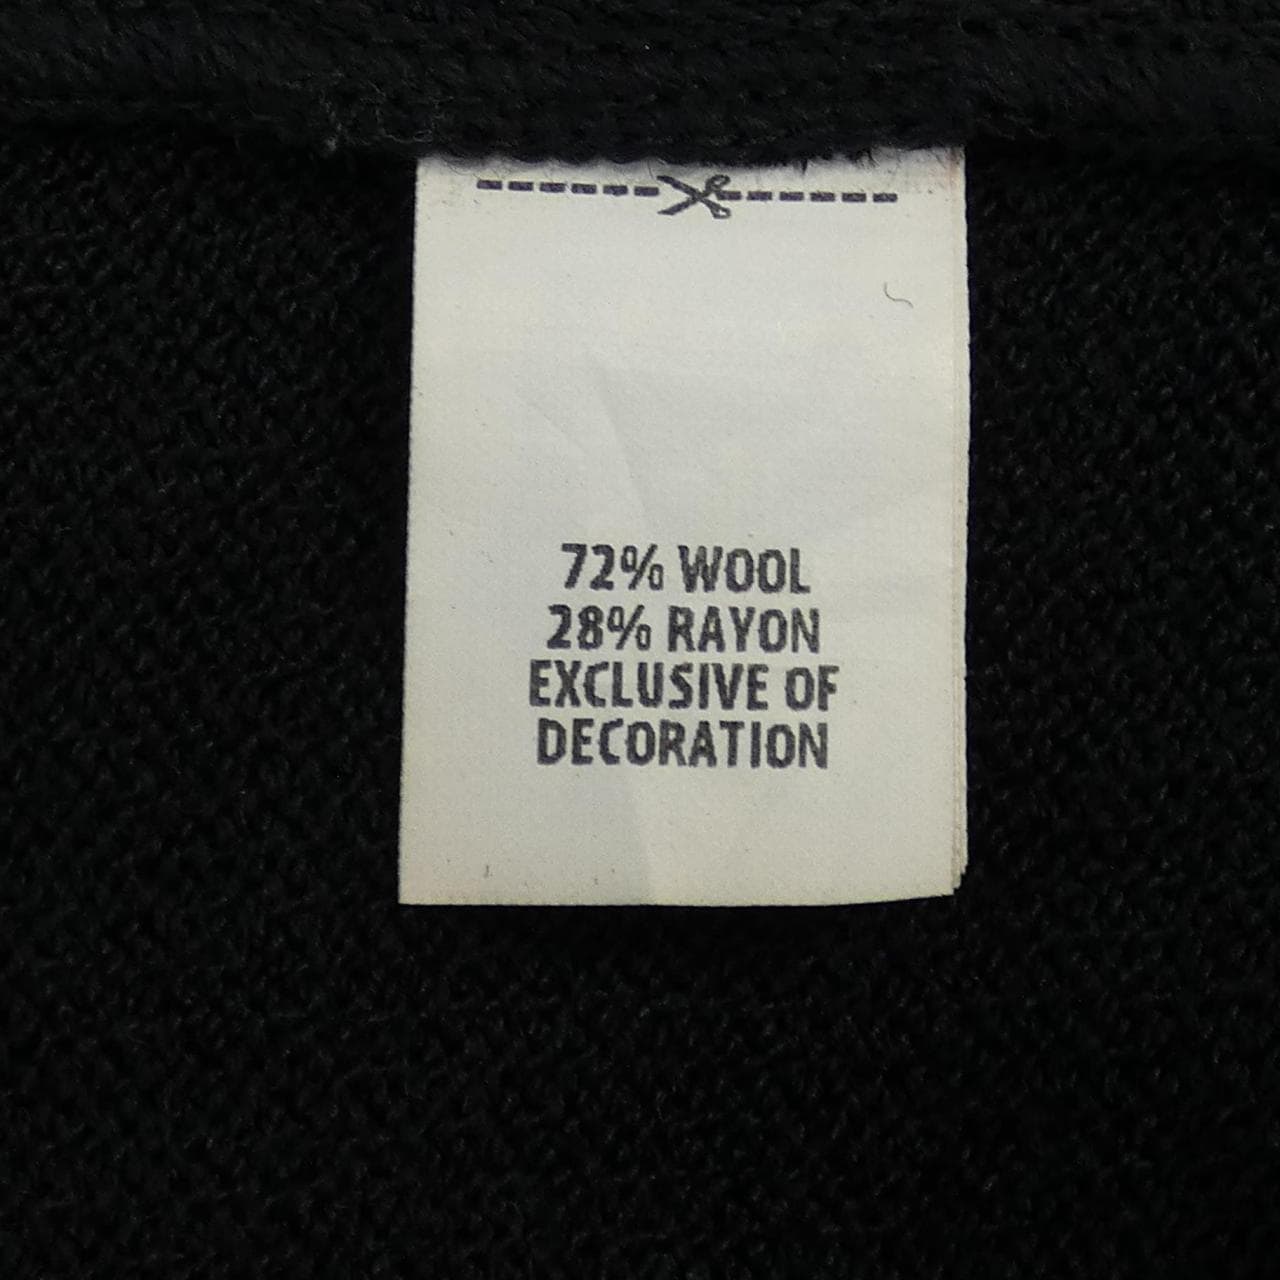 72% WOOL
28% RAYON
EXCLUSIVE OF
DECORATION